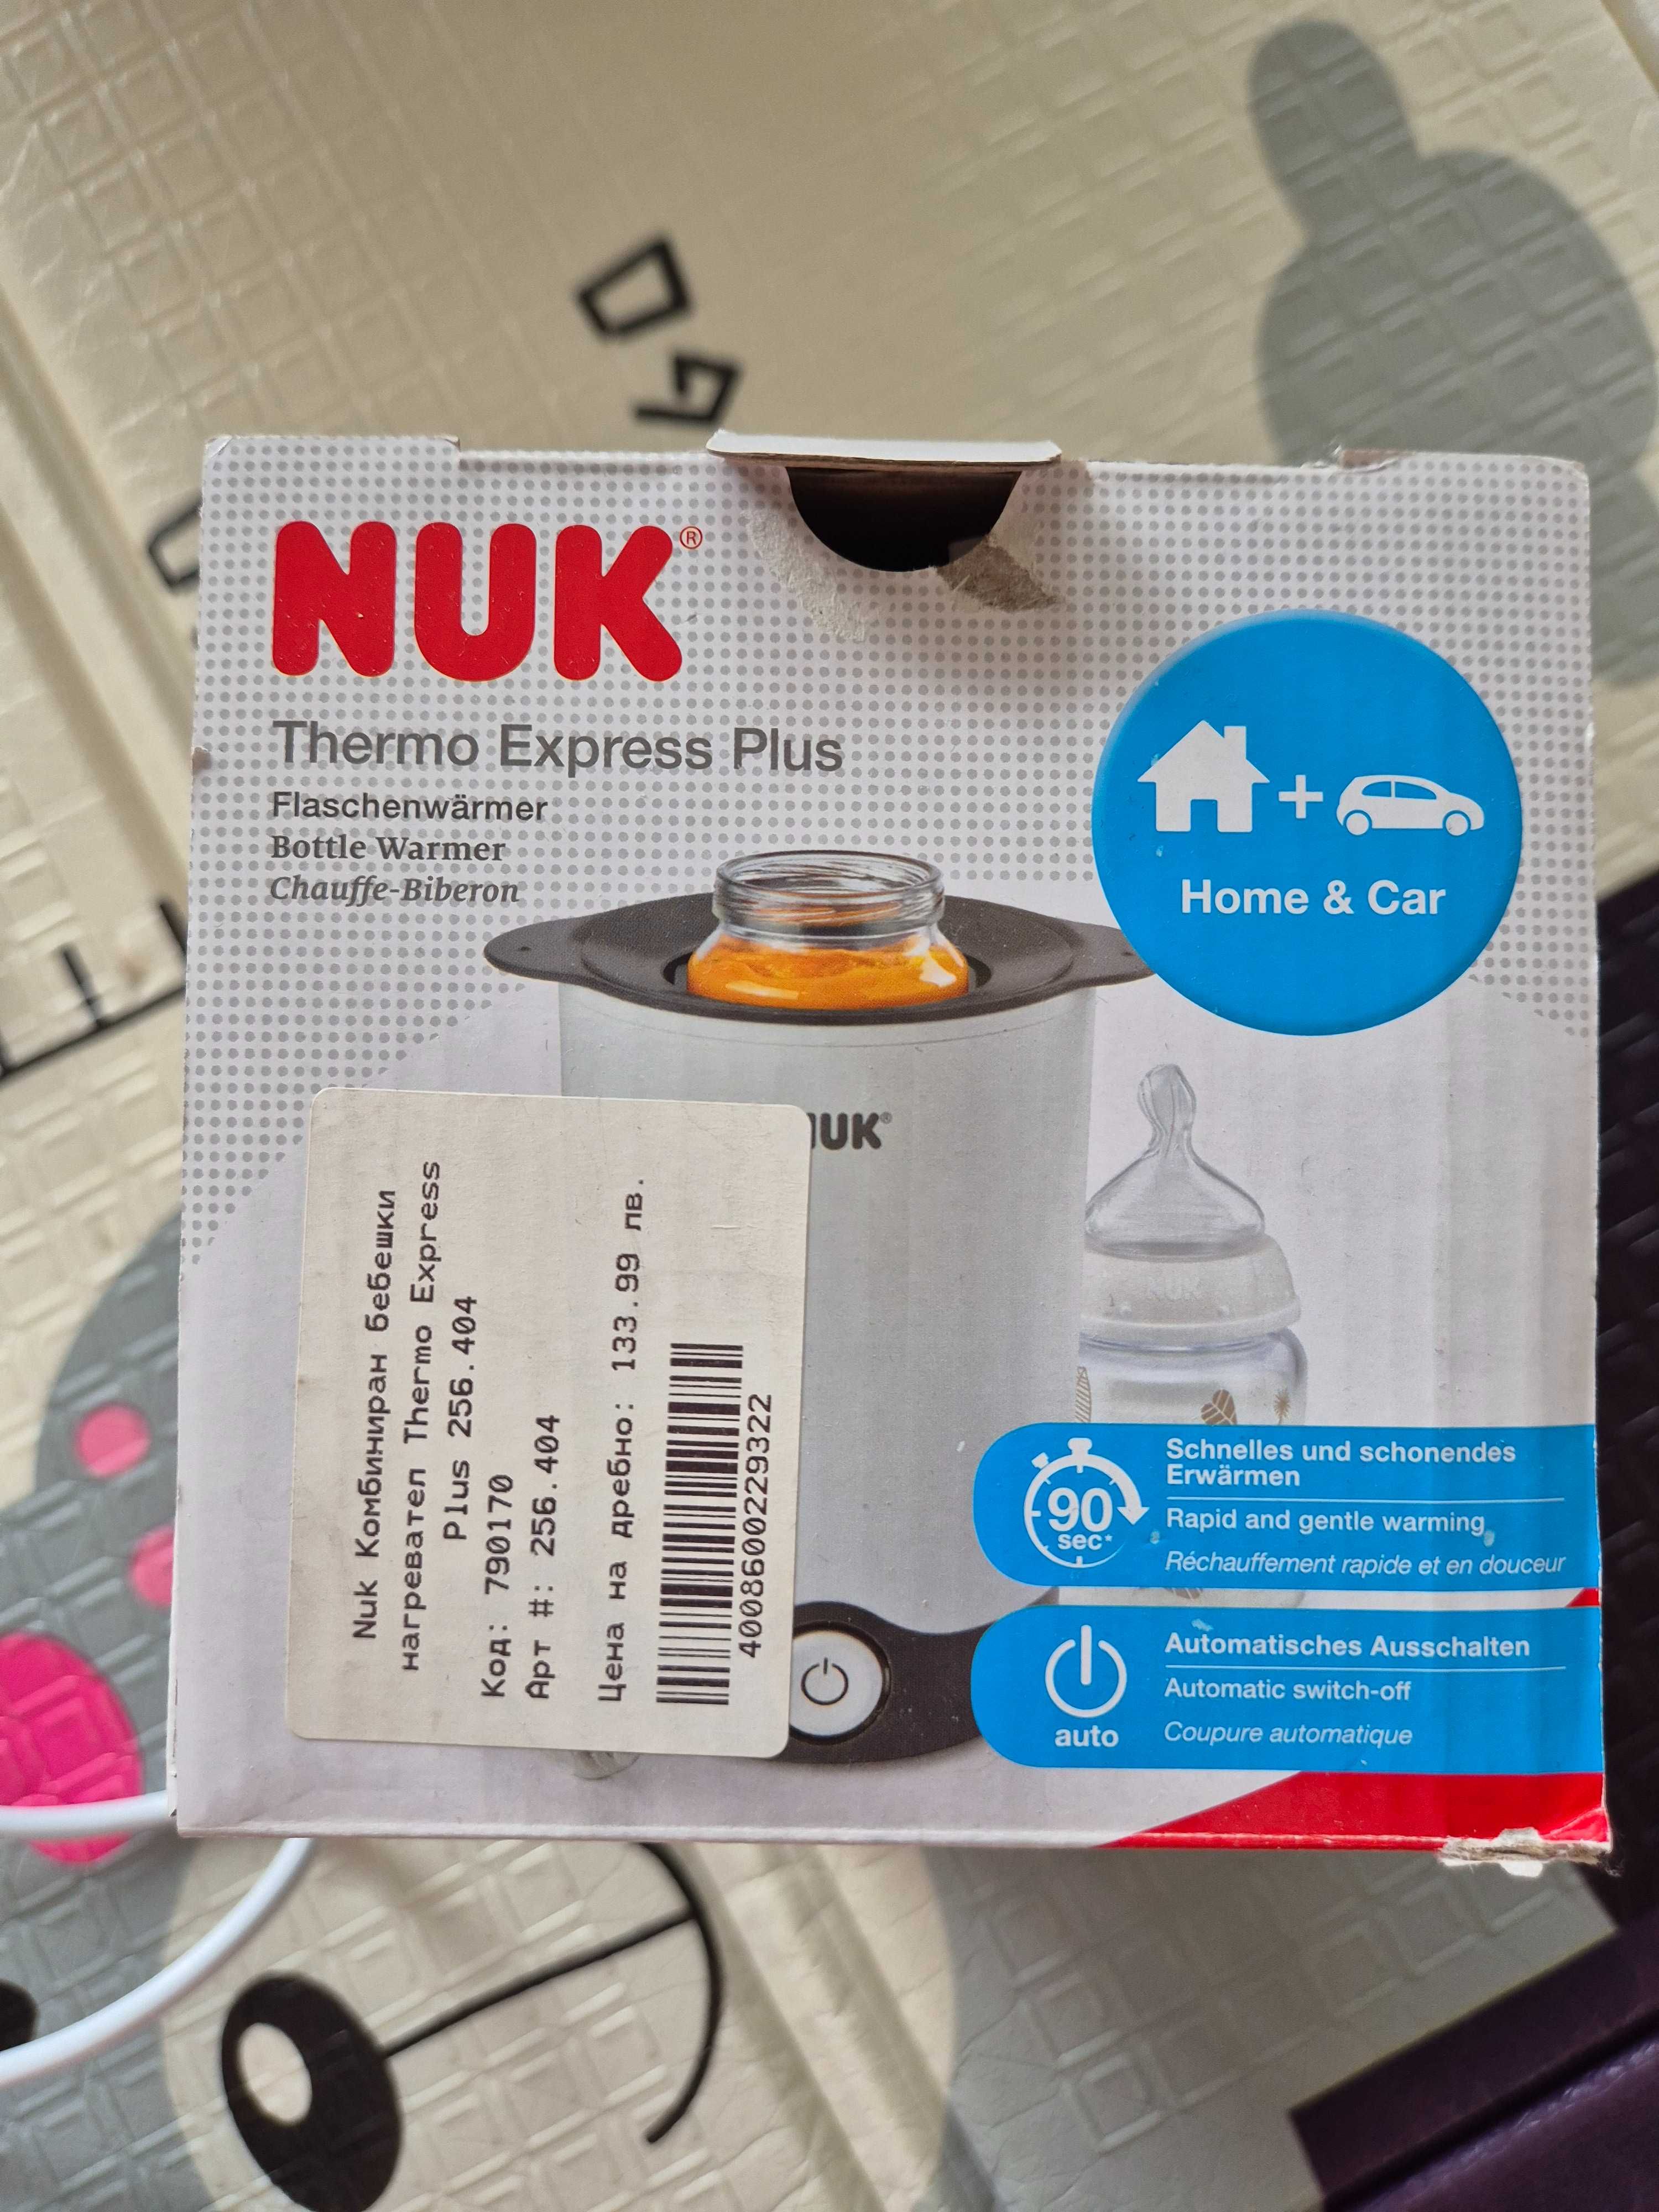 NUK®
Thermo Express Plus
Flaschenwärmer
Bottle Warmer
Chauffe-Biberon
Home & Car
NUK
Nuk Комбиниран бебешки
нагревател Thermo Express
Plus 256.404
Код: 790170
Арт #: 256.404
Цена на дребно: 133.99 лв.
4008600229322
UK®
90
sec*
Schnelles und schonendes
Erwärmen
Rapid and gentle warming
Réchauffement rapide et en douceur
auto
Automatisches Ausschalten
Automatic switch-off
Coupure automatique